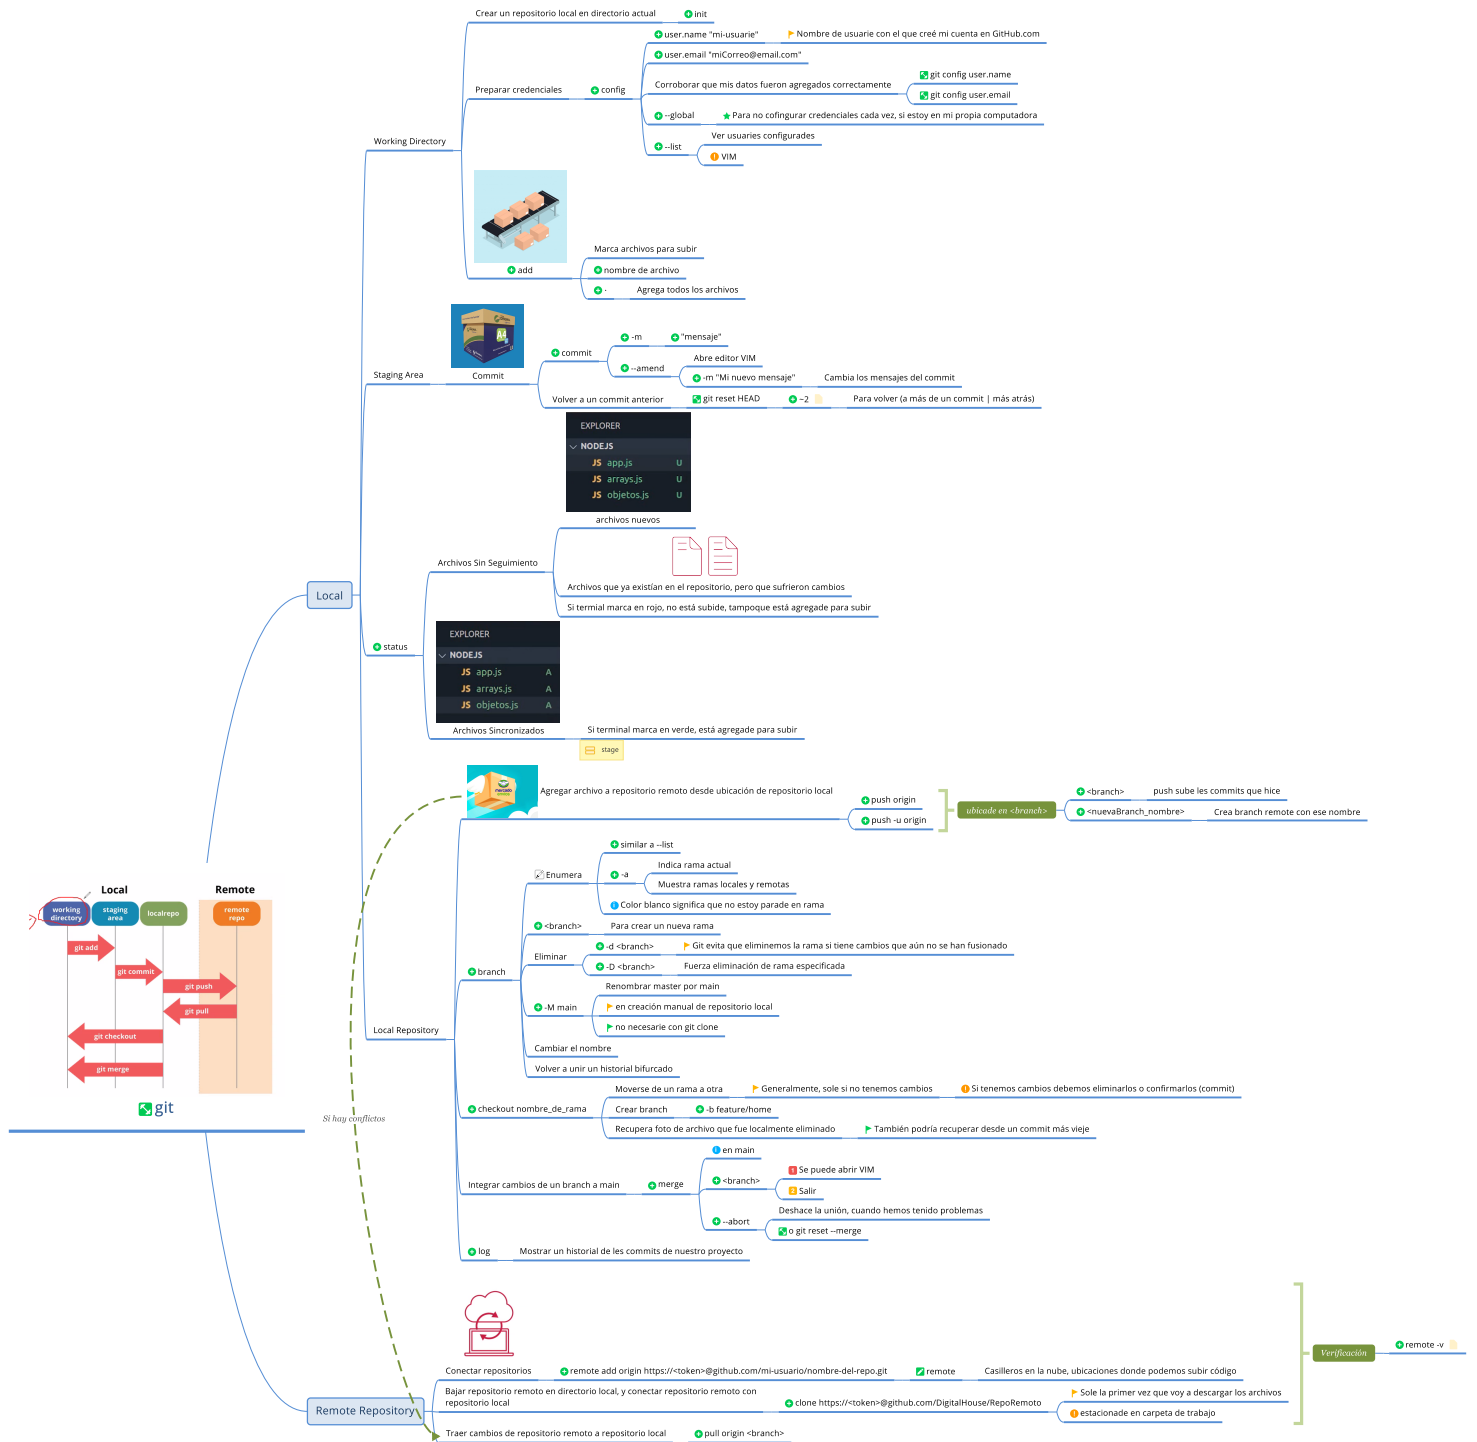 Crear un repositorio local en directorio actual
init
user.name "mi-usuarie"
Nombre de usuarie con el que creé mi cuenta en GitHub.com
user.email "miCorreo@email.com"
Preparar credenciales
config
Corroborar que mis datos fueron agregados correctamente
git config user.name
git config user.email
--global
Para no cofingurar credenciales cada vez, si estoy en mi propia computadora
--list
Ver usuaries configurades
VIM
Working Directory
add
Marca archivos para subir
nombre de archivo
.
Agrega todos los archivos
Staging Area
A4
Commit
commit
-m
"mensaje"
--amend
Abre editor VIM
-m "Mi nuevo mensaje"
Cambia los mensajes del commit
Volver a un commit anterior
git reset HEAD
~2
Para volver (a más de un commit | más atrás)
EXPLORER
NODEJS
JS app.js U
JS arrays.js U
JS objetos.js U
archivos nuevos
Archivos Sin Seguimiento
Archivos que ya existían en el repositorio, pero que sufrieron cambios
Si termial marca en rojo, no está subide, tampoque está agregade para subir
Local
status
EXPLORER
NODEJS
JS app.js A
JS arrays.js A
JS objetos.js A
Archivos Sincronizados
Si terminal marca en verde, está agregade para subir
stage
mercado
Agregar archivo a repositorio remoto desde ubicación de repositorio local
push origin
push -u origin
ubicade en <branch>
<branch>
push sube les commits que hice
<nuevaBranch_nombre>
Crea branch remote con ese nombre
Enumera
similar a --list
-a
Indica rama actual
Muestra ramas locales y remotas
Color blanco significa que no estoy parade en rama
<branch>
Para crear un nueva rama
branch
Eliminar
-d <branch>
Git evita que eliminemos la rama si tiene cambios que aún no se han fusionado
-D <branch>
Fuerza eliminación de rama especificada
-M main
Renombrar master por main
en creación manual de repositorio local
no necesarie con git clone
Cambiar el nombre
Volver a unir un historial bifurcado
Local Repository
checkout nombre_de_rama
Moverse de un rama a otra
Generalmente, sole si no tenemos cambios
Si tenemos cambios debemos eliminarlos o confirmarlos (commit)
Crear branch
-b feature/home
Recupera foto de archivo que fue localmente eliminado
También podría recuperar desde un commit más vieje
Integrar cambios de un branch a main
merge
en main
<branch>
1 Se puede abrir VIM
2 Salir
--abort
Deshace la unión, cuando hemos tenido problemas
o git reset --merge
log
Mostrar un historial de les commits de nuestro proyecto
Local
Remote
working directory
staging area
localrepo
remote repo
git add
git commit
git push
git pull
git checkout
git merge
git
Si hay conflictos
Remote Repository
Conectar repositorios
remote add origin https://<token>@github.com/mi-usuario/nombre-del-repo.git
remote
Casilleros en la nube, ubicaciones donde podemos subir código
Bajar repositorio remoto en directorio local, y conectar repositorio remoto con
repositorio local
clone https://<token>@github.com/DigitalHouse/RepoRemoto
Sole la primer vez que voy a descargar los archivos
estacionade en carpeta de trabajo
Verificación
remote -v
Traer cambios de repositorio remoto a repositorio local
pull origin <branch>